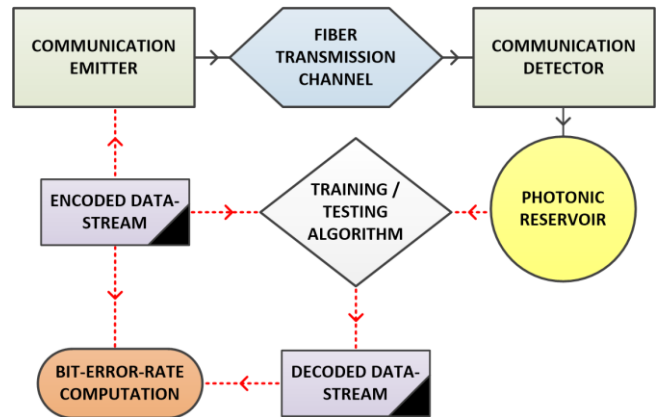 COMMUNICATION
EMITTER
FIBER
TRANSMISSION
CHANNEL
COMMUNICATION
DETECTOR
ENCODED DATA-
STREAM
TRAINING /
TESTING
ALGORITHM
PHOTONIC
RESERVOIR
BIT-ERROR-RATE
COMPUTATION
DECODED DATA-
STREAM